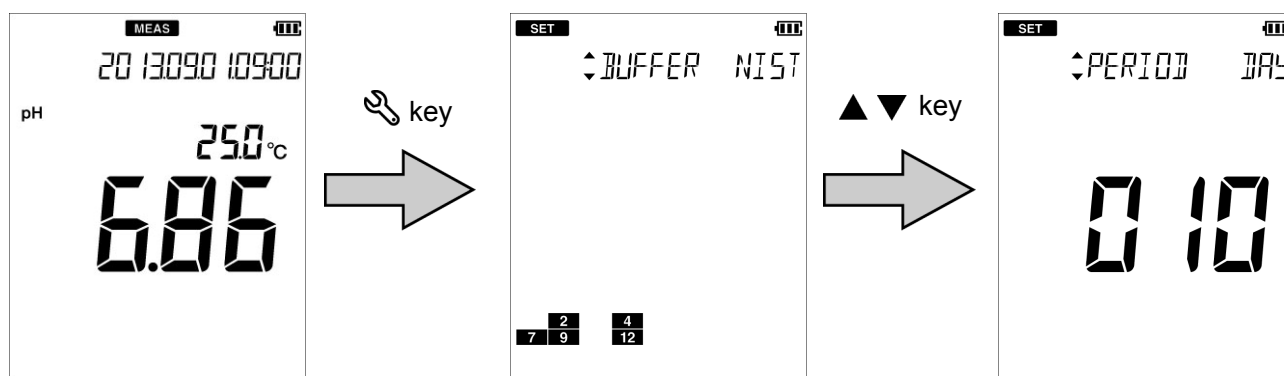 MEAS
2013.09.01.09:00
pH
25.0 °C
6.86
key
SET
BUFFER NIST
2 4
7 9 12
▲ ▼ key
SET
PERIOD DAY
010